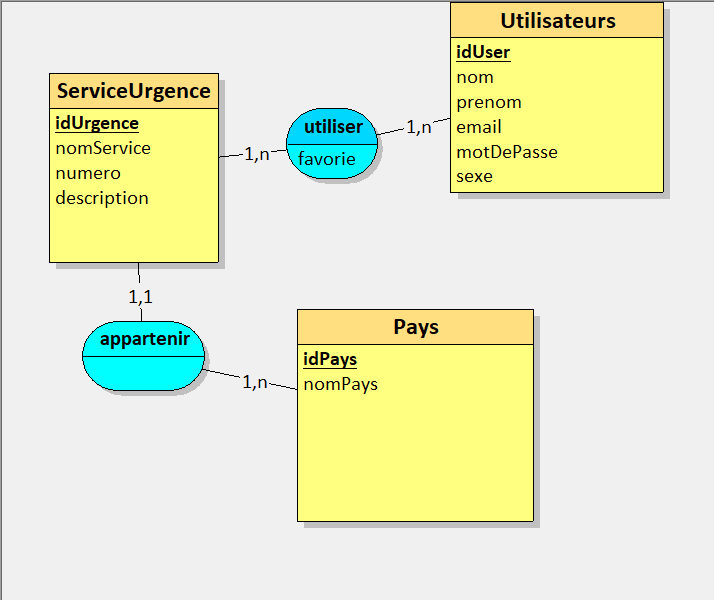 Utilisateurs
idUser
nom
prenom
email
motDePasse
sexe
ServiceUrgence
idUrgence
nomService
numero
description
1,n
utiliser
favorie
1,n
1,1
appartenir
1,n
Pays
idPays
nomPays